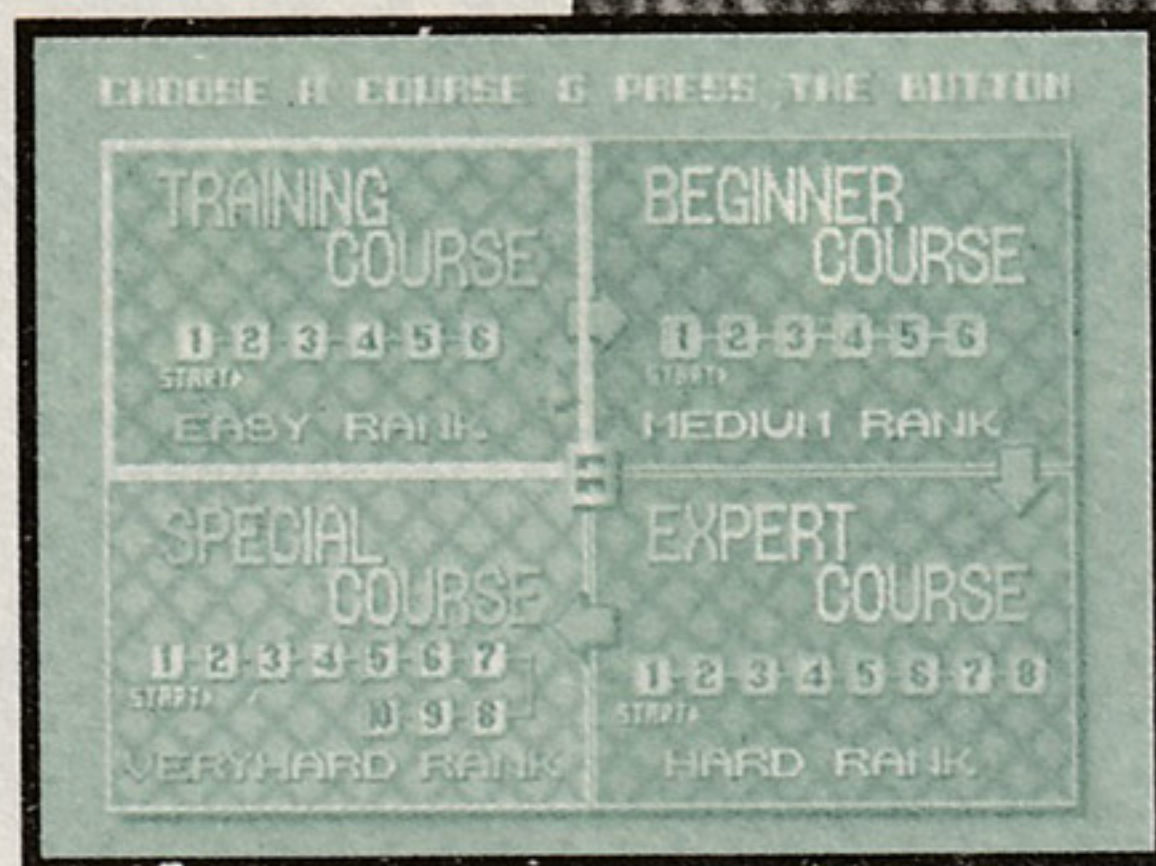 CHOOSE A COURSE & PRESS THE BUTTON
TRAINING
COURSE
1-2-3-4-5-6
START▶
EASY RANK
BEGINNER
COURSE
1-2-3-4-5-6
START▶
MEDIUM RANK
SPECIAL
COURSE
1-2-3-4-5-6-7
START▶
10-9-8
VERYHARD RANK
EXPERT
COURSE
1-2-3-4-5-6-7-8
START▶
HARD RANK